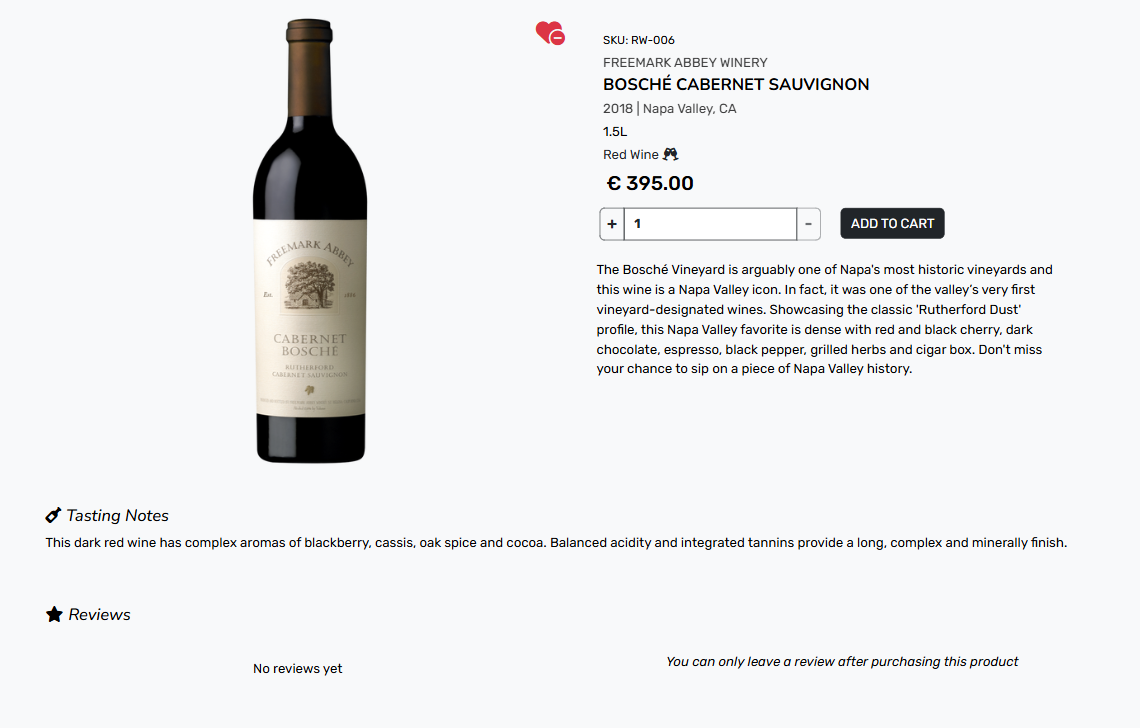 SKU: RW-006
FREEMARK ABBEY WINERY
BOSCHÉ CABERNET SAUVIGNON
2018 | Napa Valley, CA
1.5L
Red Wine
€ 395.00
+ 1 -
ADD TO CART
The Bosché Vineyard is arguably one of Napa's most historic vineyards and
this wine is a Napa Valley icon. In fact, it was one of the valley’s very first
vineyard-designated wines. Showcasing the classic 'Rutherford Dust'
profile, this Napa Valley favorite is dense with red and black cherry, dark
chocolate, espresso, black pepper, grilled herbs and cigar box. Don't miss
your chance to sip on a piece of Napa Valley history.
FREEMARK ABBEY
Est. 1886
CABERNET
BOSCHÉ
RUTHERFORD
CABERNET SAUVIGNON
Tasting Notes
This dark red wine has complex aromas of blackberry, cassis, oak spice and cocoa. Balanced acidity and integrated tannins provide a long, complex and minerally finish.
Reviews
No reviews yet
You can only leave a review after purchasing this product